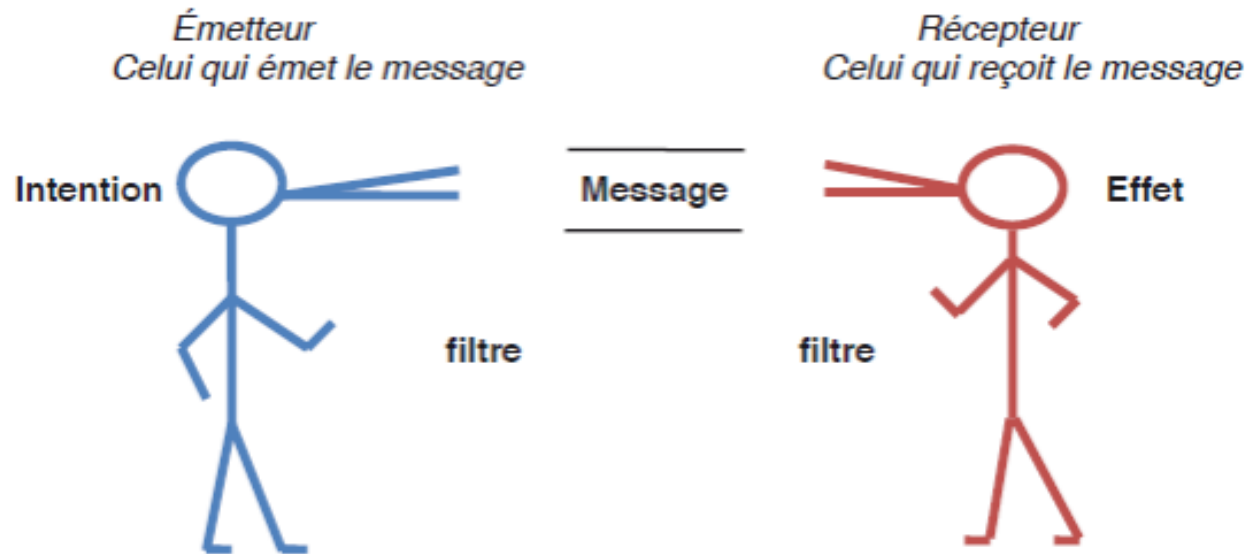 Émetteur
Celui qui émet le message
Récepteur
Celui qui reçoit le message
Intention
Message
Effet
filtre
filtre